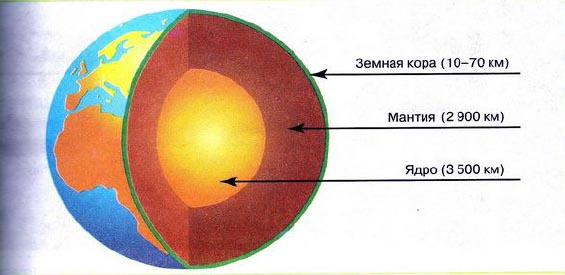 Земная кора (10–70 км)
Мантия (2 900 км)
Ядро (3 500 км)